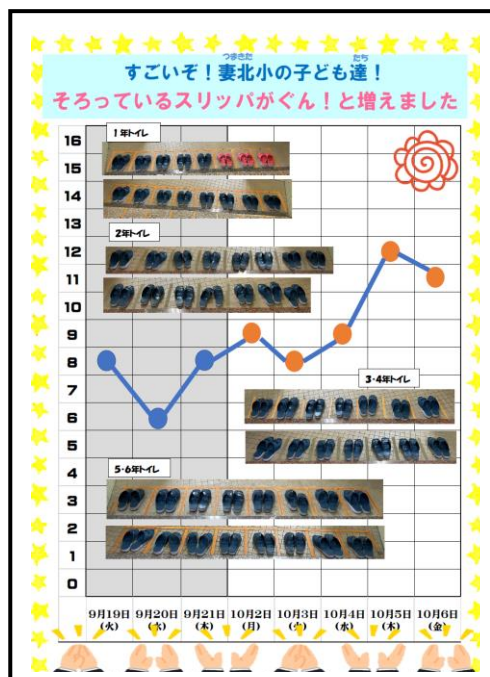 すごいぞ！妻北小の子ども達！
つまきた
たち
そろっているスリッパがぐん！と増えました
16
1年トイレ
15
14
13
2年トイレ
12
11
10
9
8
7
3・4年トイレ
6
5
4
5・6年トイレ
3
2
1
0
9月19日 9月20日 9月21日 10月2日 10月3日 10月4日 10月5日 10月6日
(火) (水) (木) (月) (火) (水) (木) (金)